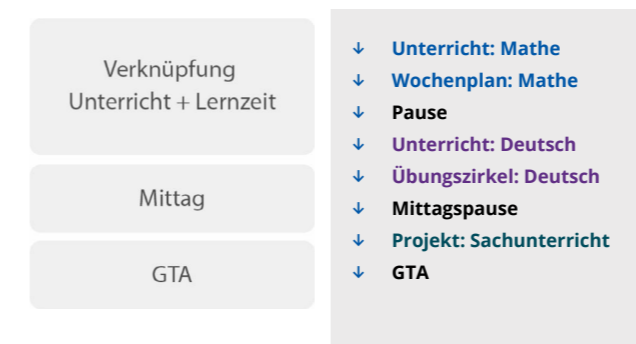 Verknüpfung
Unterricht + Lernzeit
Mittag
GTA
↓ Unterricht: Mathe
↓ Wochenplan: Mathe
↓ Pause
↓ Unterricht: Deutsch
↓ Übungszirkel: Deutsch
↓ Mittagspause
↓ Projekt: Sachunterricht
↓ GTA